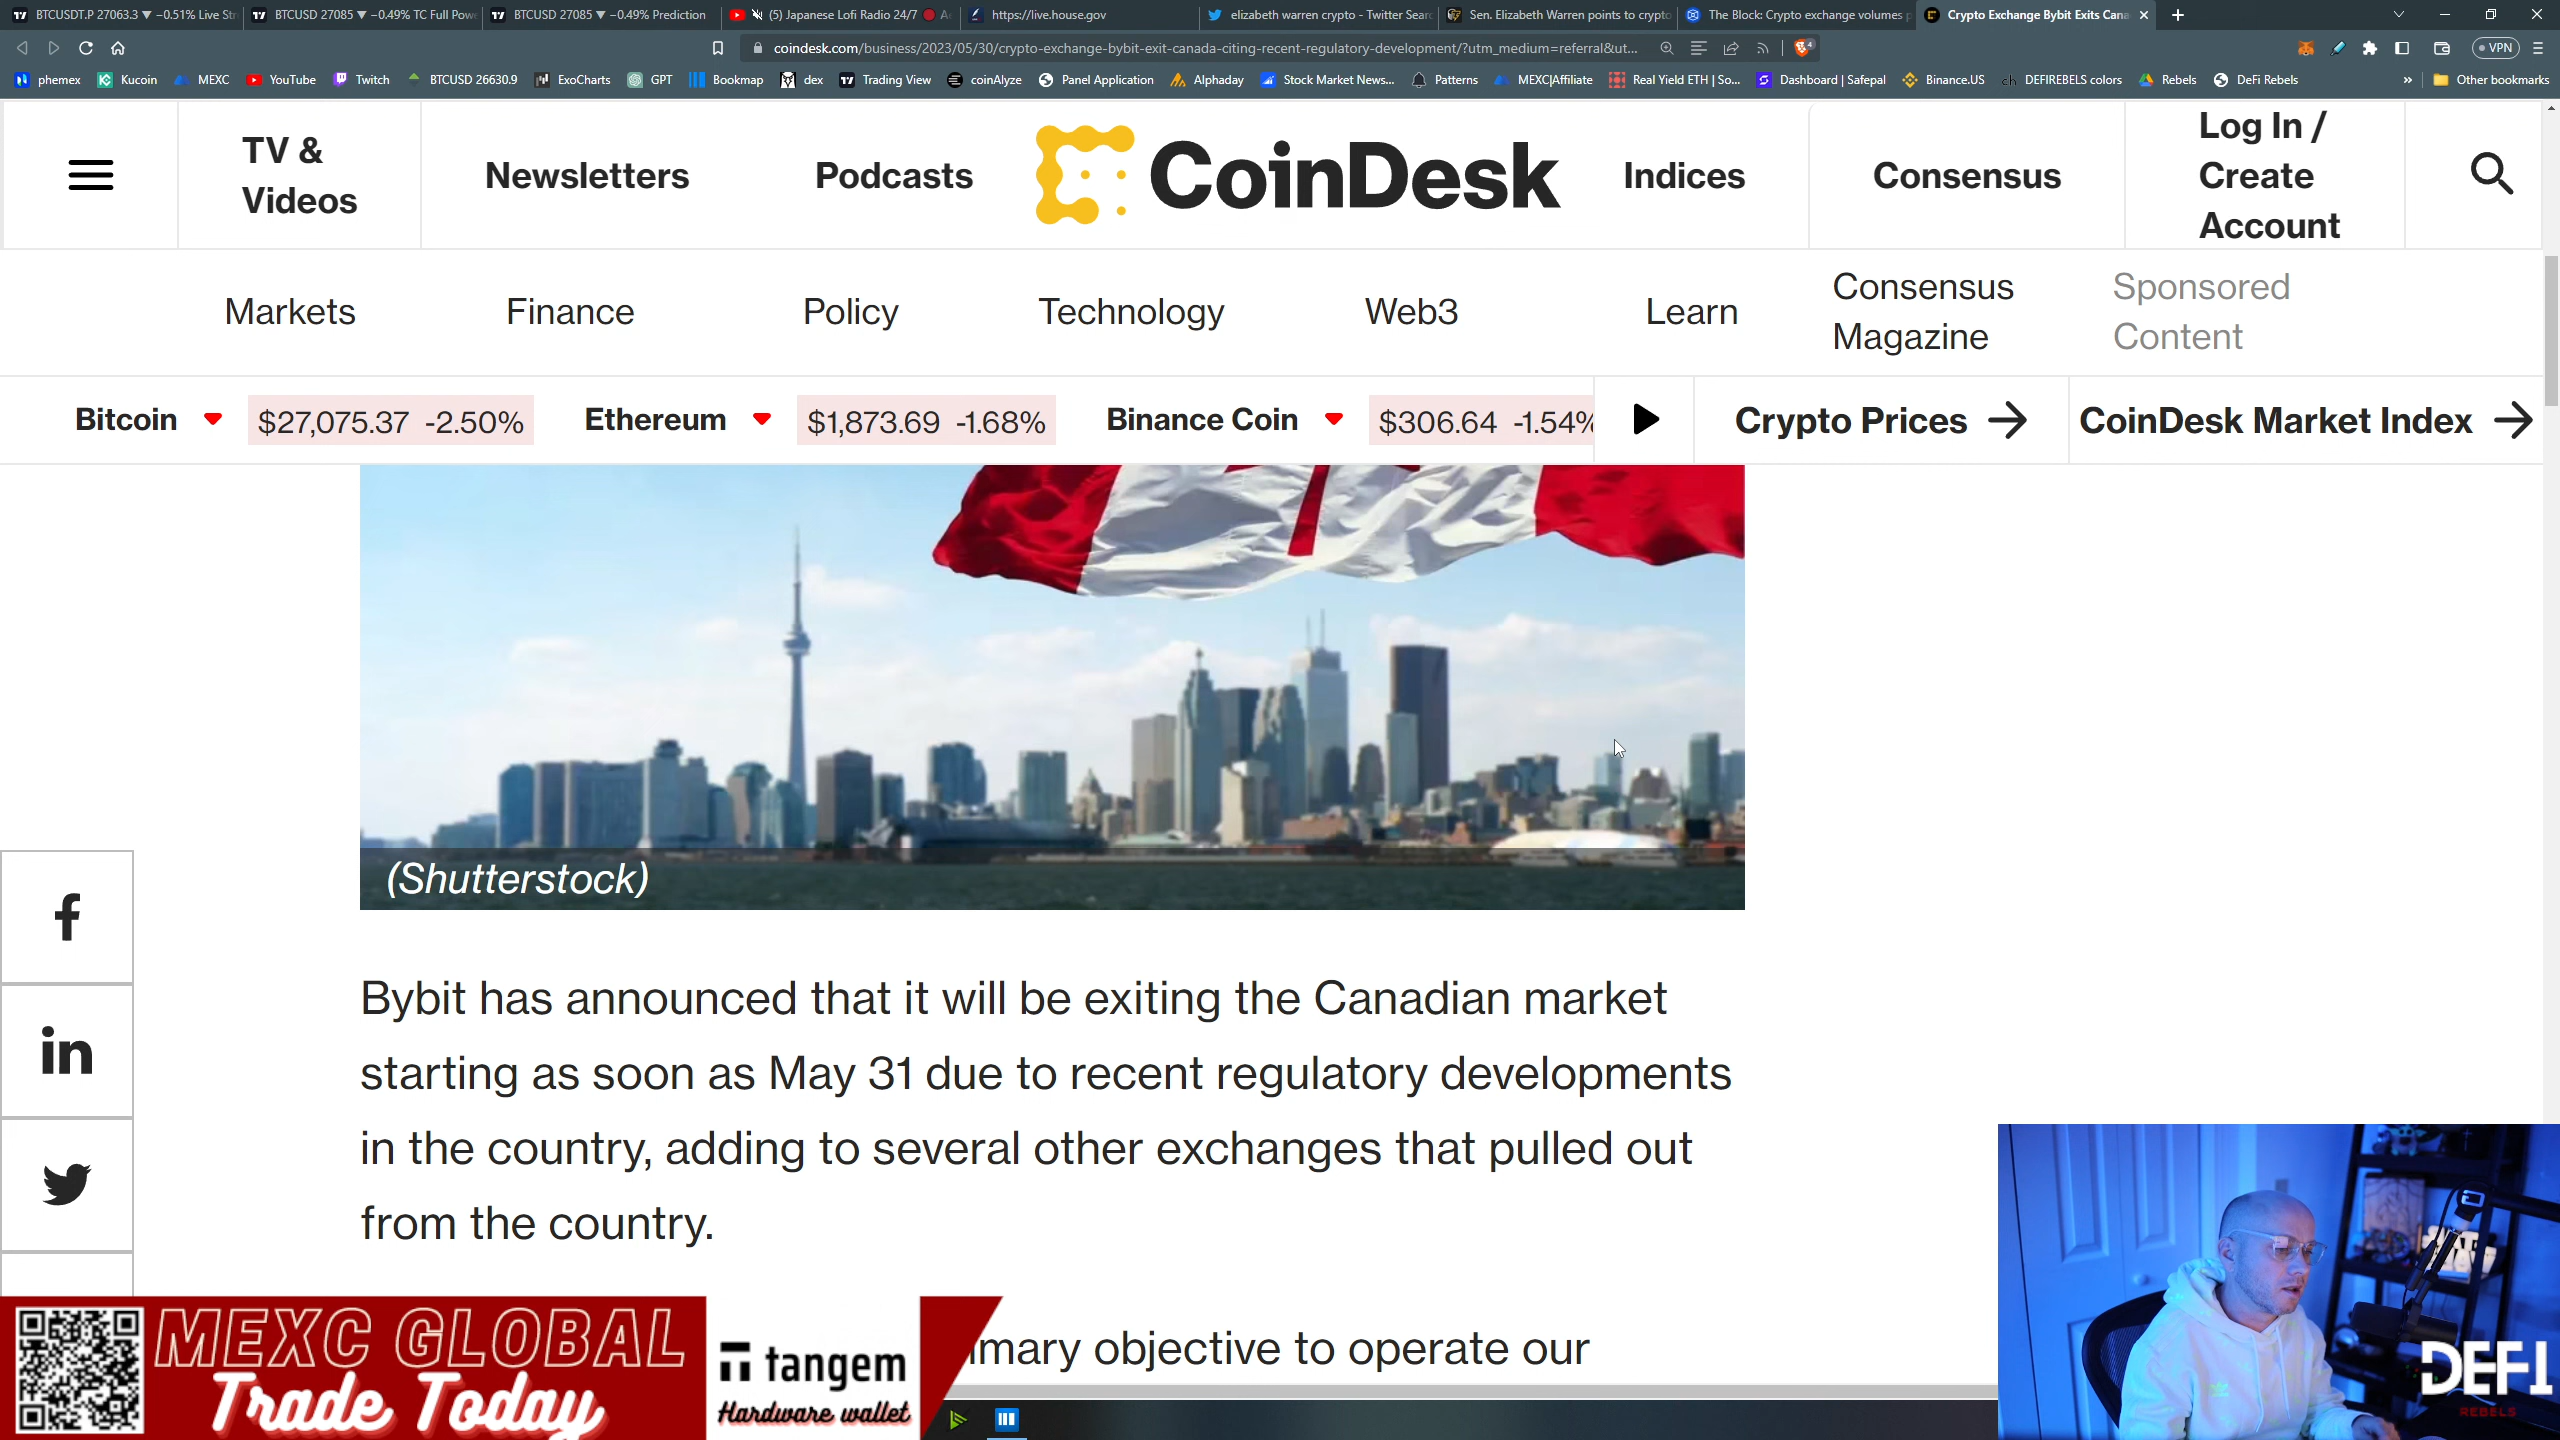 BTCUSDT.P 27063.3 ▼ −0.51% Live Str
BTCUSD 27085 ▼ −0.49% TC Full Powe
BTCUSD 27085 ▼ −0.49% Prediction
(5) Japanese Lofi Radio 24/7
https://live.house.gov
elizabeth warren crypto - Twitter Sear
Sen. Elizabeth Warren points to crypto
The Block: Crypto exchange volumes
Crypto Exchange Bybit Exits Cana
coindesk.com/business/2023/05/30/crypto-exchange-bybit-exit-canada-citing-recent-regulatory-development/?utm_medium=referral&ut...
VPN
phemex
Kucoin
MEXC
YouTube
Twitch
BTCUSD 26630.9
ExoCharts
GPT
Bookmap
dex
Trading View
coinAlyze
Panel Application
Alphaday
Stock Market News...
Patterns
MEXC|Affiliate
Real Yield ETH | So...
Dashboard | Safepal
Binance.US
DEFIREBELS colors
Rebels
DeFi Rebels
Other bookmarks
TV &
Videos
Newsletters
Podcasts
CoinDesk
Indices
Consensus
Log In /
Create
Account
Markets
Finance
Policy
Technology
Web3
Learn
Consensus
Magazine
Sponsored
Content
Bitcoin
$27,075.37 -2.50%
Ethereum
$1,873.69 -1.68%
Binance Coin
$306.64 -1.54%
Crypto Prices
CoinDesk Market Index
(Shutterstock)
Bybit has announced that it will be exiting the Canadian market
starting as soon as May 31 due to recent regulatory developments
in the country, adding to several other exchanges that pulled out
from the country.
imary objective to operate our
MEXC GLOBAL
Trade Today
tangem
Hardware wallet
DEFI
REBELS